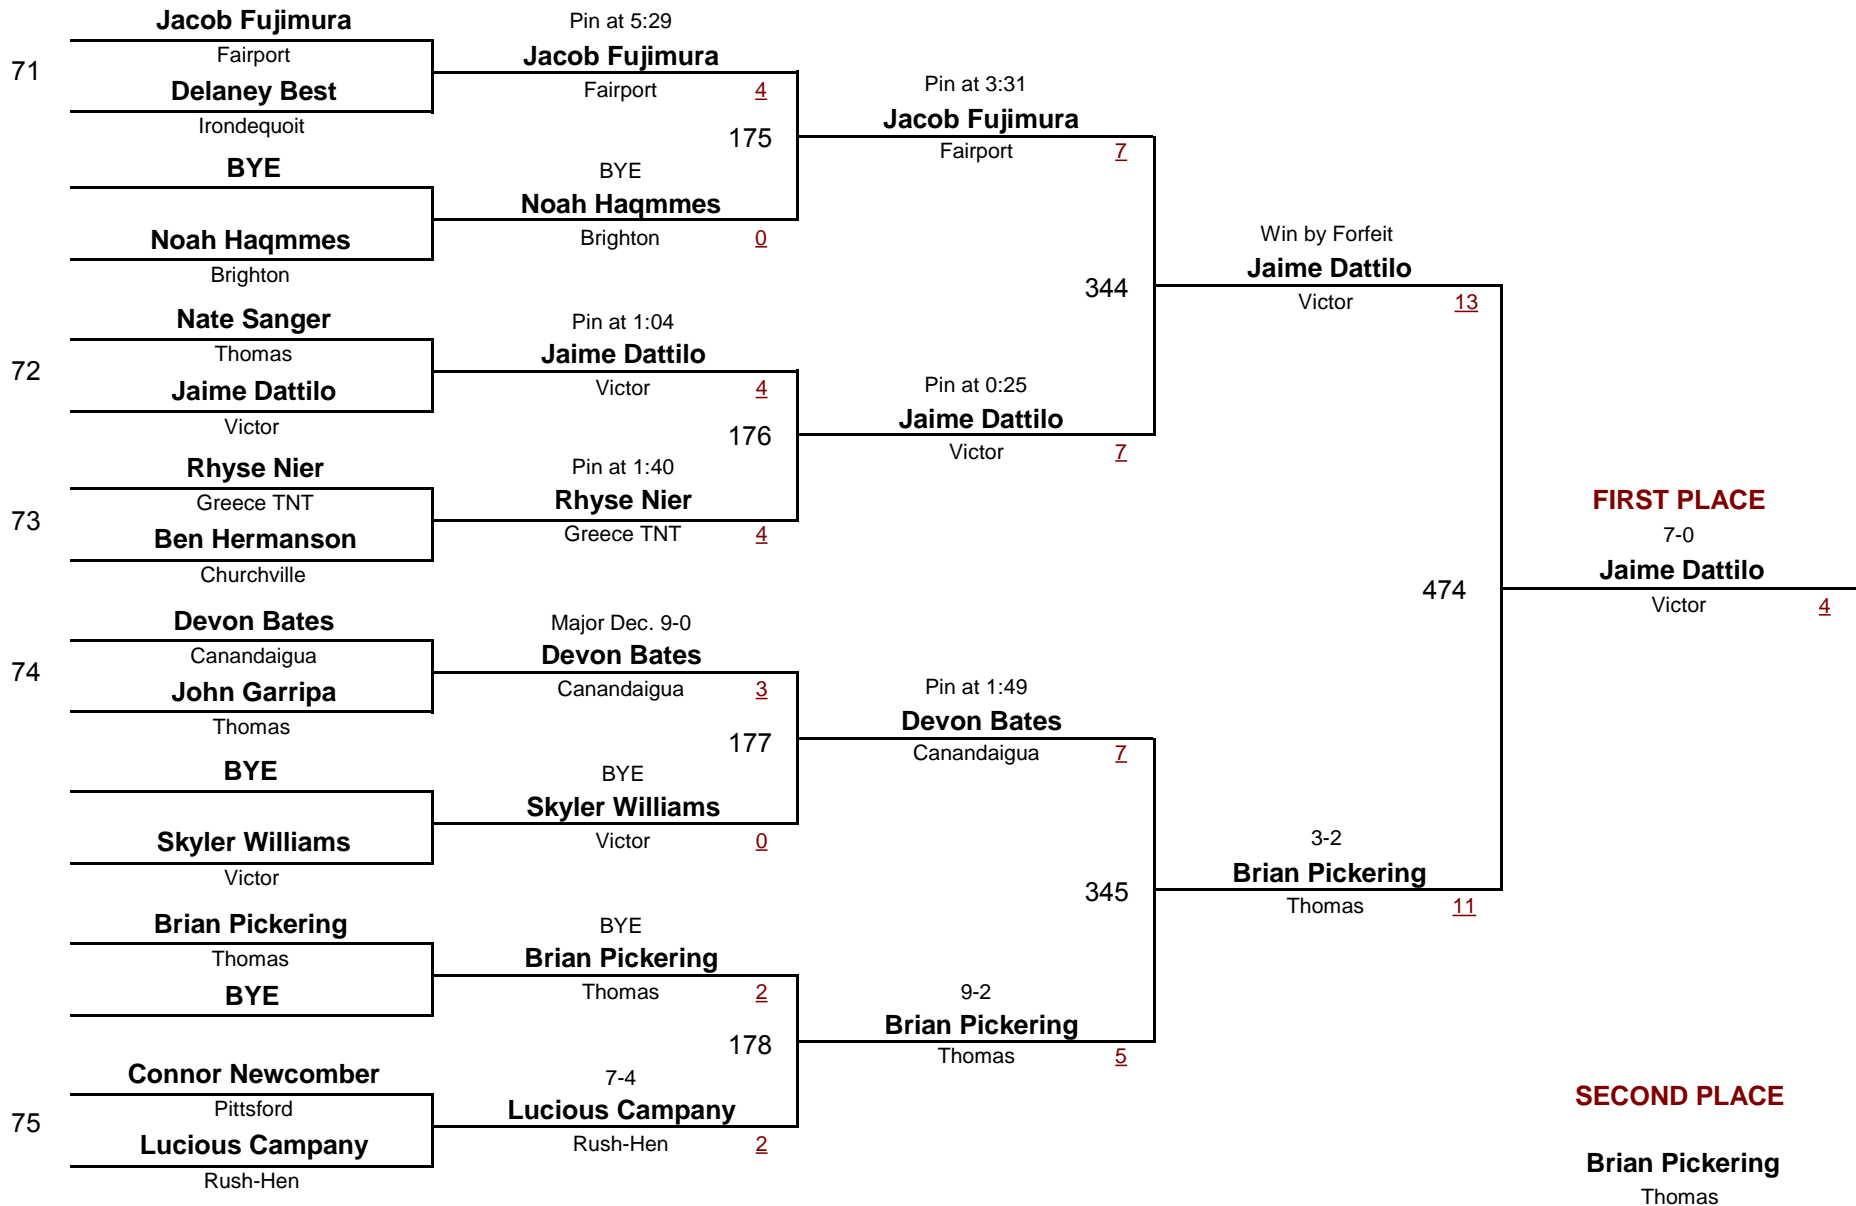 Jacob Fujimura
Fairport
71
Delaney Best
Irondequoit
BYE
Noah Haqmmes
Brighton
Nate Sanger
Thomas
72
Jaime Dattilo
Victor
Rhyse Nier
Greece TNT
73
Ben Hermanson
Churchville
Devon Bates
Canandaigua
74
John Garripa
Thomas
BYE
Skyler Williams
Victor
Brian Pickering
Thomas
BYE
Connor Newcomber
Pittsford
75
Lucious Campany
Rush-Hen
Pin at 5:29
Jacob Fujimura
Fairport 4
175
BYE
Noah Haqmmes
Brighton 0
Pin at 1:04
Jaime Dattilo
Victor 4
176
Pin at 1:40
Rhyse Nier
Greece TNT 4
Major Dec. 9-0
Devon Bates
Canandaigua 3
177
BYE
Skyler Williams
Victor 0
BYE
Brian Pickering
Thomas 2
178
7-4
Lucious Campany
Rush-Hen 2
Pin at 3:31
Jacob Fujimura
Fairport 7
344
Pin at 0:25
Jaime Dattilo
Victor 7
Pin at 1:49
Devon Bates
Canandaigua 7
345
9-2
Brian Pickering
Thomas 5
Win by Forfeit
Jaime Dattilo
Victor 13
474
3-2
Brian Pickering
Thomas 11
FIRST PLACE
7-0
Jaime Dattilo
Victor 4
SECOND PLACE
Brian Pickering
Thomas